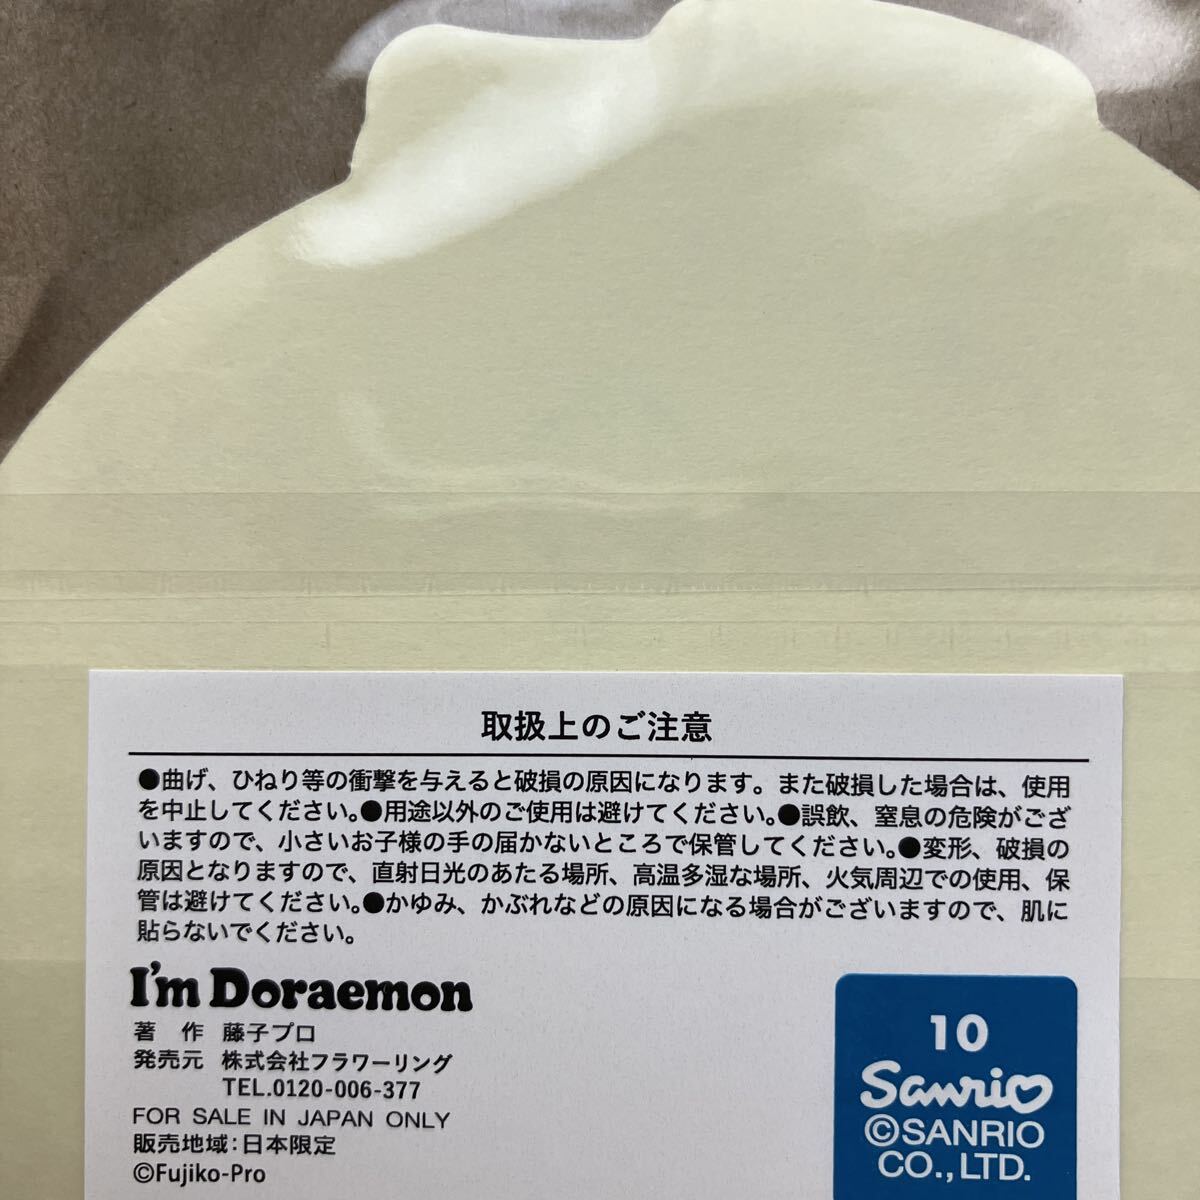 取扱上のご注意
●曲げ、ひねり等の衝撃を与えると破損の原因になります。また破損した場合は、使用
を中止してください。●用途以外のご使用は避けてください。●誤飲、窒息の危険がござ
いますので、小さいお子様の手の届かないところで保管してください。●変形、破損の
原因となりますので、直射日光のあたる場所、高温多湿な場所、火気周辺での使用、保
管は避けてください。●かゆみ、かぶれなどの原因になる場合がございますので、肌に
貼らないでください。
I'm Doraemon
著　作　藤子プロ
発売元　株式会社フラワーリング
TEL.0120-006-377
FOR SALE IN JAPAN ONLY
販売地域:日本限定
©Fujiko-Pro
10
Sanrio
©SANRIO
CO.,LTD.